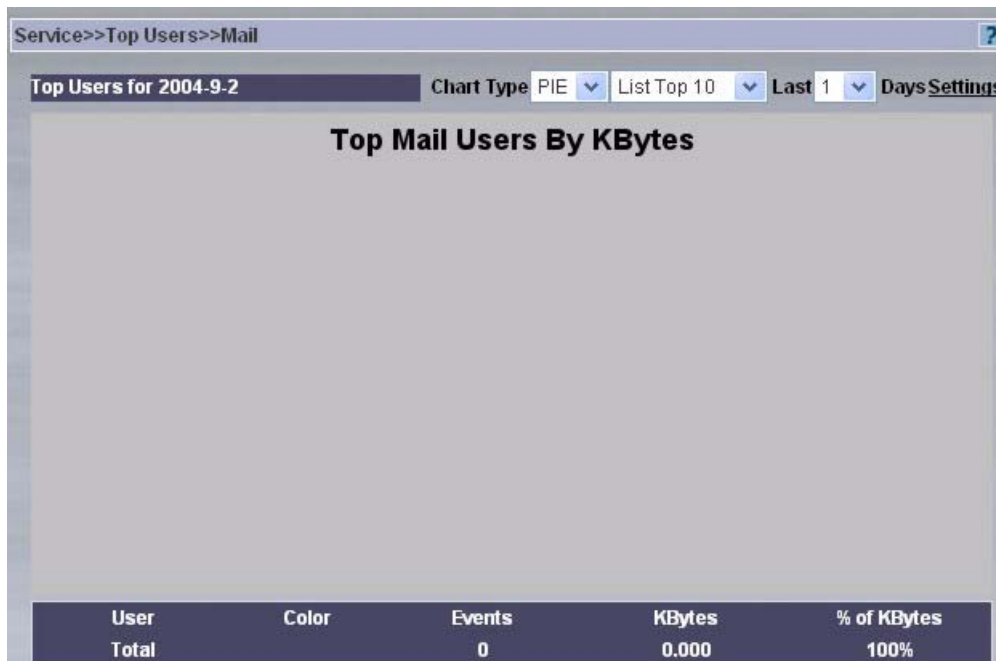 Service>>Top Users>>Mail ?
Top Users for 2004-9-2 Chart Type PIE List Top 10 Last 1 Days Settings
Top Mail Users By KBytes
User Color Events KBytes % of KBytes
Total 0 0.000 100%